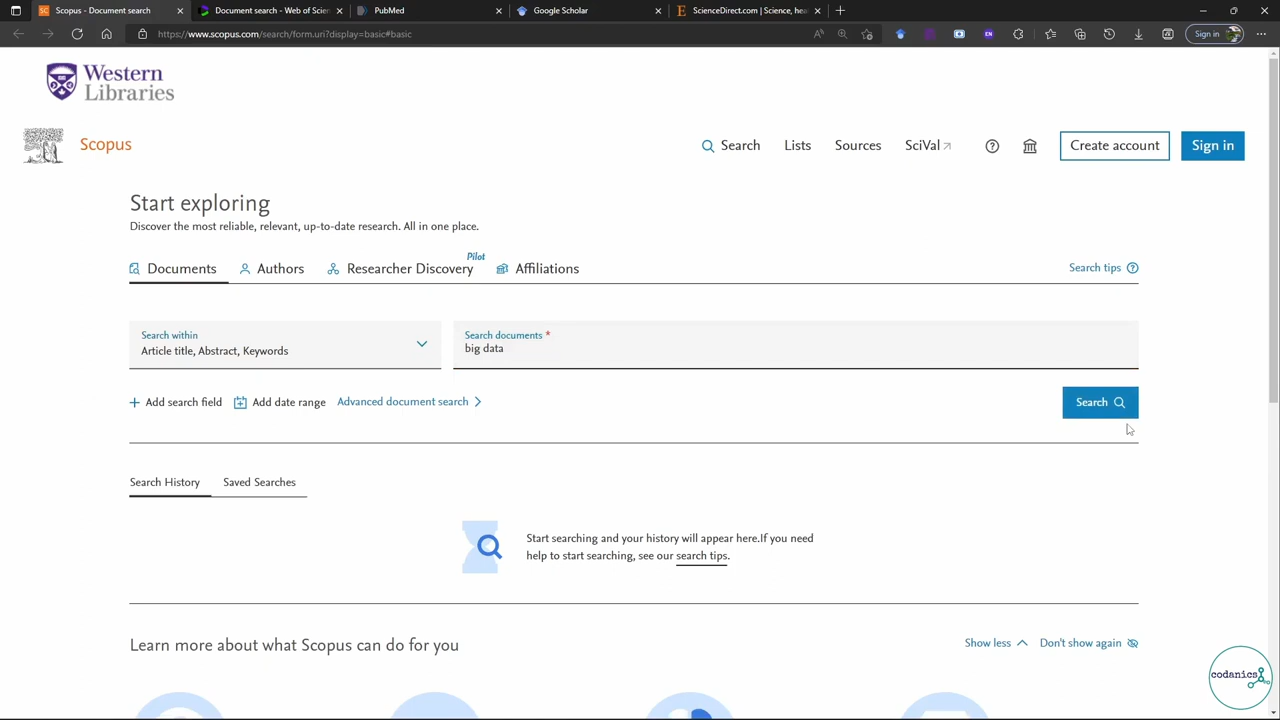 Scopus - Document search
Document search - Web of Scien
PubMed
Google Scholar
ScienceDirect.com | Science, hea
https://www.scopus.com/search/form.uri?display=basic#basic
Sign in
Western
Libraries
Scopus
Search
Lists
Sources
SciVal
Create account
Sign in
Start exploring
Discover the most reliable, relevant, up-to-date research. All in one place.
Documents
Authors
Researcher Discovery
Pilot
Affiliations
Search tips
Search within
Article title, Abstract, Keywords
Search documents *
big data
Add search field
Add date range
Advanced document search
Search
Search History
Saved Searches
Start searching and your history will appear here.If you need
help to start searching, see our search tips.
Learn more about what Scopus can do for you
Show less
Don't show again
codanics